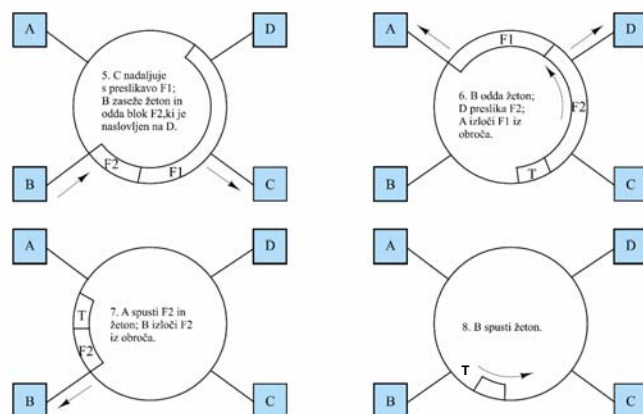 A
D
5. C nadaljuje
s preslikavo F1;
B zaseže žeton in
odda blok F2,ki je
naslovljen na D.
F2
F1
B
C
A
D
F1
6. B odda žeton;
D preslika F2;
A izloči F1 iz
obroča.
F2
T
B
C
A
D
7. A spusti F2 in
žeton; B izloči F2
iz obroča.
T
F2
B
C
A
D
8. B spusti žeton.
T
B
C